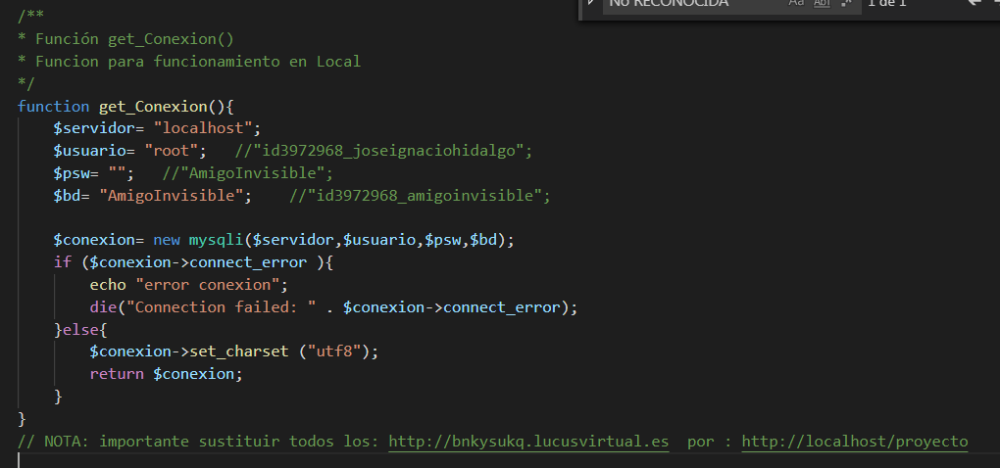 No RECONOCIDA Aa Abl .* 1 de 1
/**
* Función get_Conexion()
* Funcion para funcionamiento en Local
*/
function get_Conexion(){
$servidor= "localhost";
$usuario= "root"; //"id3972968_joseignaciohidalgo";
$psw= ""; //"AmigoInvisible";
$bd= "AmigoInvisible"; //"id3972968_amigoinvisible";
$conexion= new mysqli($servidor,$usuario,$psw,$bd);
if ($conexion->connect_error ){
echo "error conexion";
die("Connection failed: " . $conexion->connect_error);
}else{
$conexion->set_charset ("utf8");
return $conexion;
}
}
// NOTA: importante sustituir todos los: http://bnkysukq.lucusvirtual.es por : http://localhost/proyecto